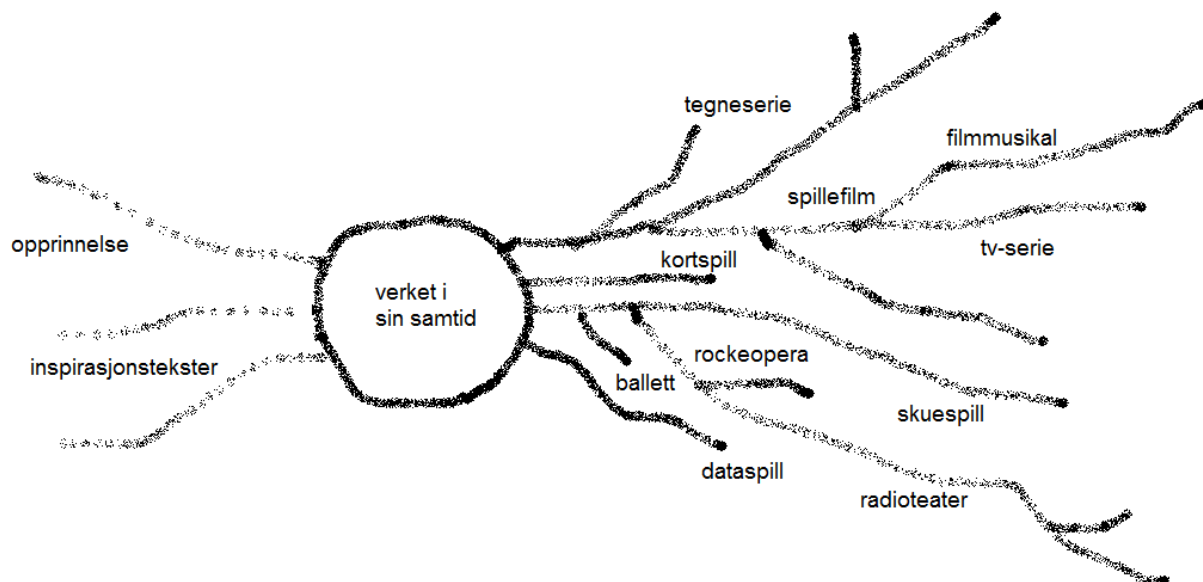 tegneserie
filmmusikal
spillefilm
opprinnelse
tv-serie
kortspill
verket i
sin samtid
rockeopera
inspirasjonstekster
ballett
skuespill
dataspill
radioteater